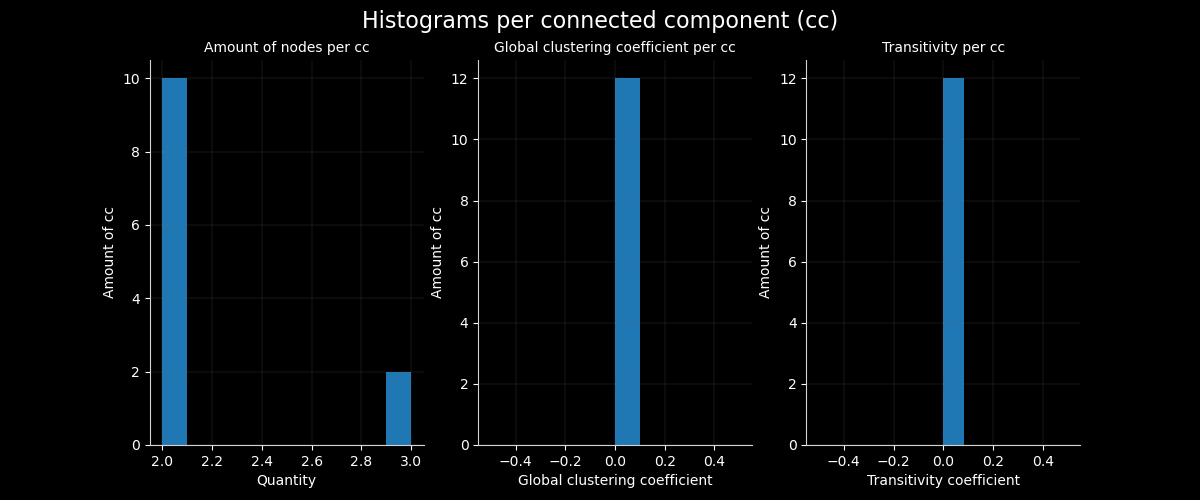 Histograms per connected component (cc)
Amount of nodes per cc
Global clustering coefficient per cc
Transitivity per cc
10
8
6
4
2
0
Amount of cc
2.0 2.2 2.4 2.6 2.8 3.0
Quantity
12
10
8
6
4
2
0
Amount of cc
−0.4 −0.2 0.0 0.2 0.4
Global clustering coefficient
12
10
8
6
4
2
0
Amount of cc
−0.4 −0.2 0.0 0.2 0.4
Transitivity coefficient